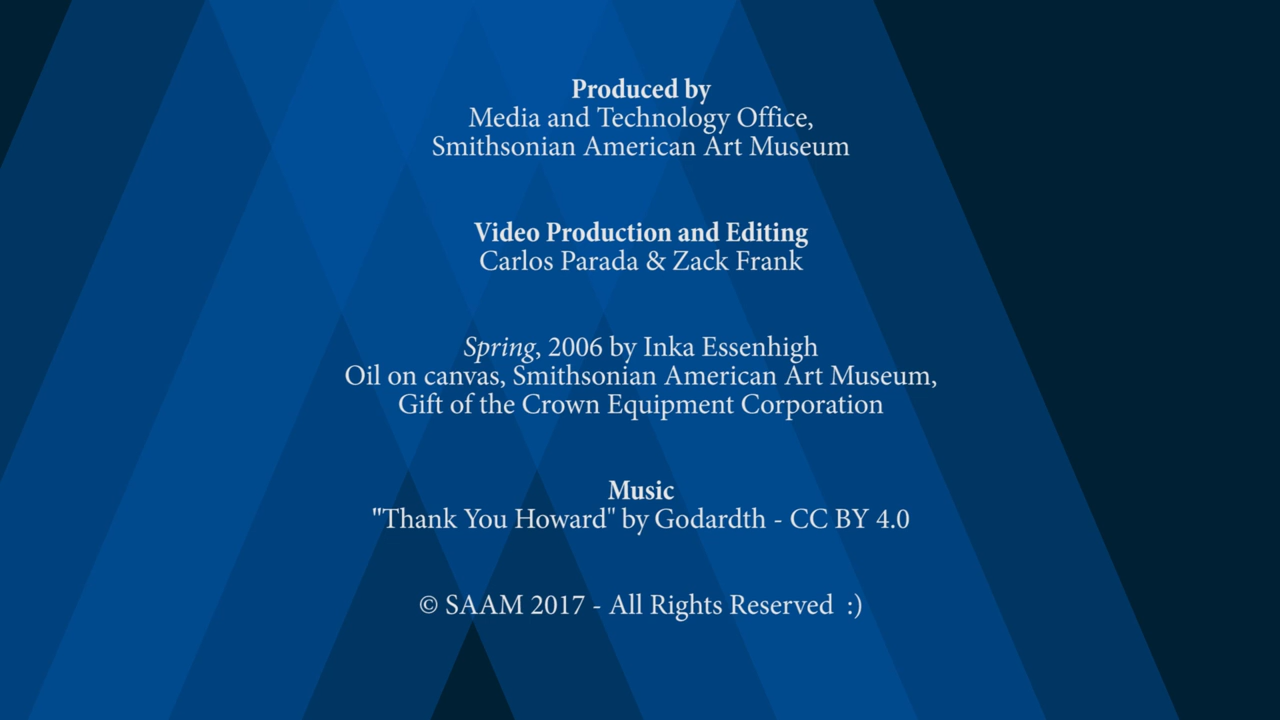 Produced by
Media and Technology Office,
Smithsonian American Art Museum
Video Production and Editing
Carlos Parada & Zack Frank
Spring, 2006 by Inka Essenhigh
Oil on canvas, Smithsonian American Art Museum,
Gift of the Crown Equipment Corporation
Music
"Thank You Howard" by Godardth - CC BY 4.0
© SAAM 2017 - All Rights Reserved :)